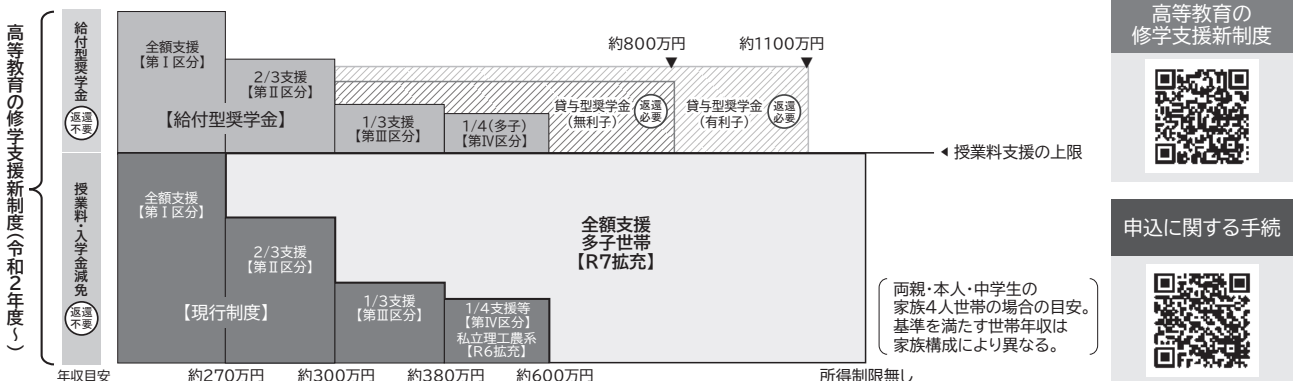 高等教育の修学支援新制度(令和2年度~)
給付型奨学金
返還
不要
全額支援
【第Ⅰ区分】
2/3支援
【第Ⅱ区分】
【給付型奨学金】
1/3支援
【第Ⅲ区分】
1/4(多子)
【第Ⅳ区分】
約800万円
約1100万円
貸与型奨学金
(無利子)
返還
必要
貸与型奨学金
(有利子)
返還
必要
授業料支援の上限
授業料・入学金減免
返還
不要
全額支援
【第Ⅰ区分】
2/3支援
【第Ⅱ区分】
【現行制度】
1/3支援
【第Ⅲ区分】
1/4支援等
【第Ⅳ区分】
私立理工農系
【R6拡充】
全額支援
多子世帯
【R7拡充】
両親・本人・中学生の
家族4人世帯の場合の目安。
基準を満たす世帯年収は
家族構成により異なる。
年収目安
約270万円
約300万円
約380万円
約600万円
所得制限無し
高等教育の
修学支援新制度
申込に関する手続